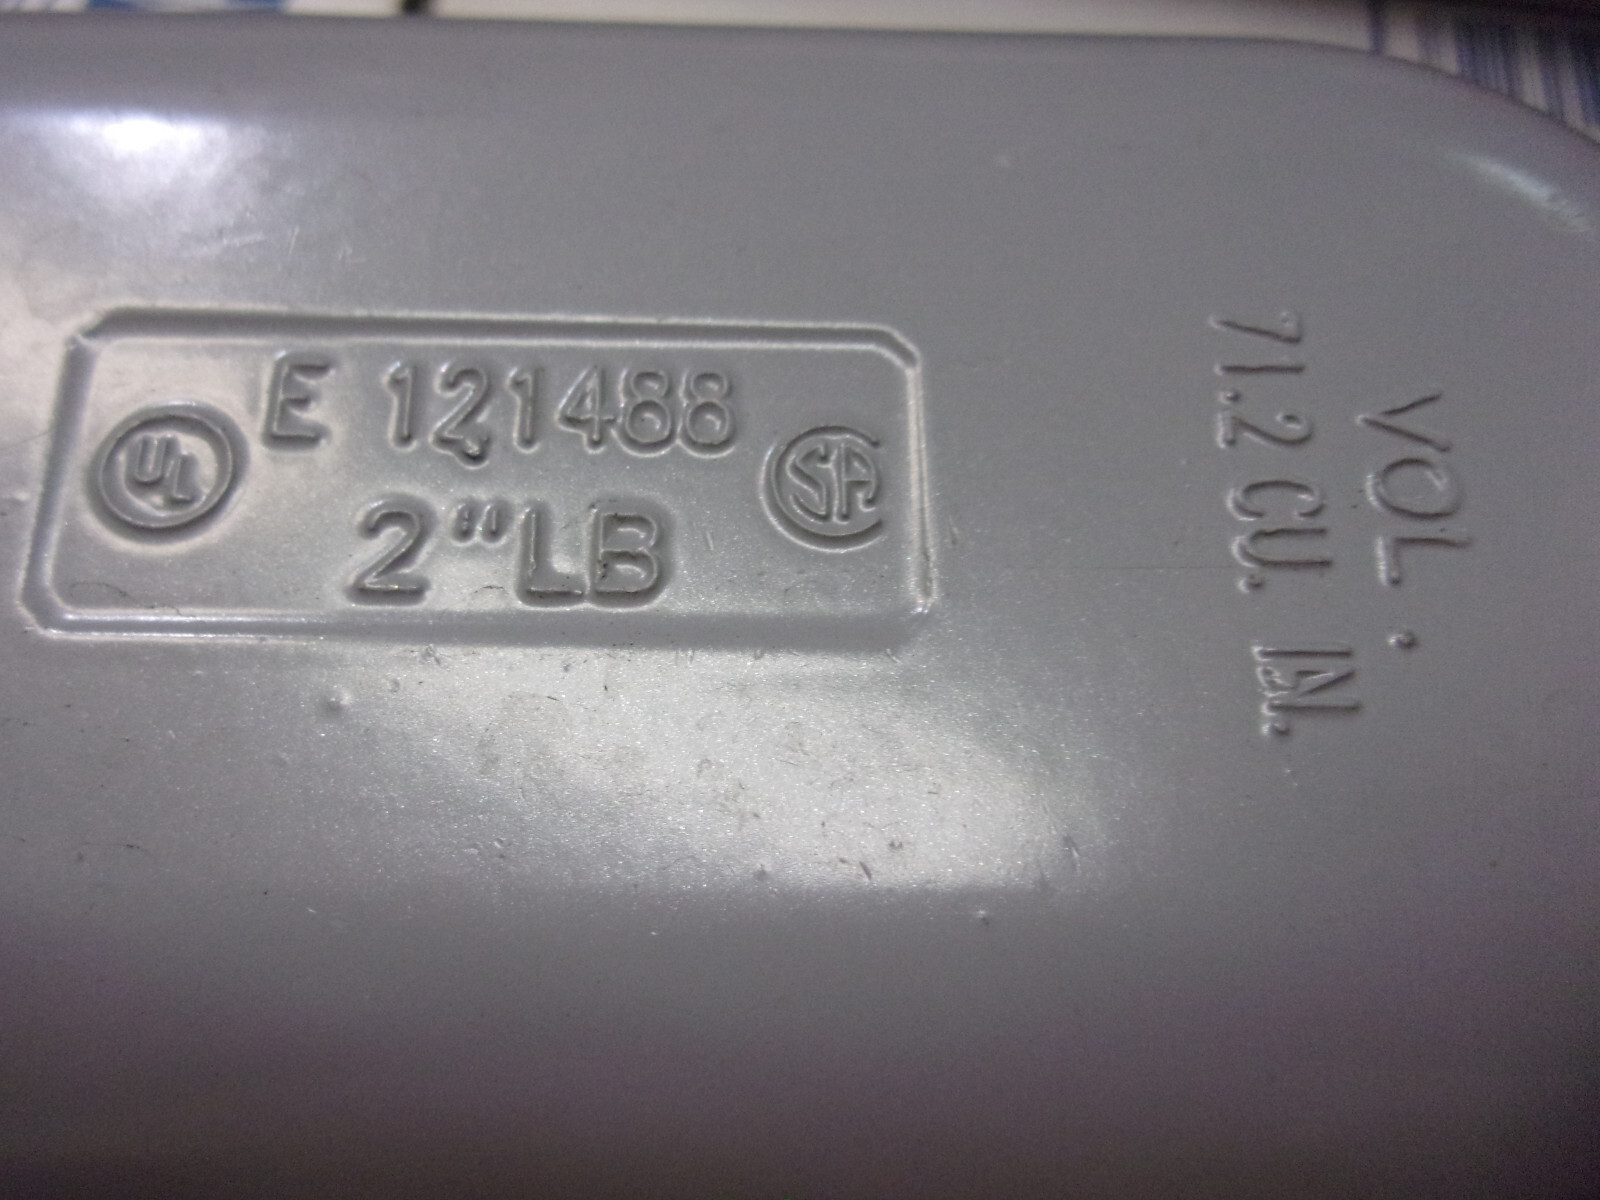 UL
E 121488
2"LB
SA
VOL.
71.2 CU. IN.